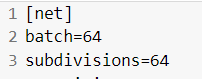 1 [net]
2 batch=64
3 subdivisions=64